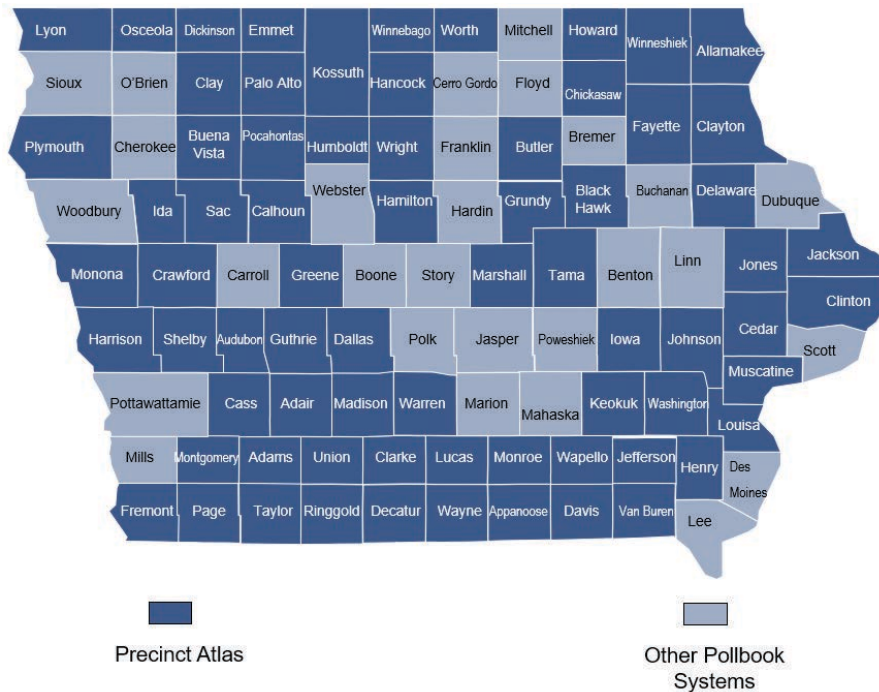 Lyon Osceola Dickinson Emmet Winnebago Worth Mitchell Howard Winneshiek Allamakee
Kossuth
Sioux O'Brien Clay Palo Alto Hancock Cerro Gordo Floyd Chickasaw
Plymouth Cherokee Buena Pocahontas Humboldt Wright Franklin Butler Bremer Fayette Clayton
Vista
Woodbury Ida Sac Calhoun Webster Hamilton Hardin Grundy Black Buchanan Delaware Dubuque
Hawk
Monona Crawford Carroll Greene Boone Story Marshall Tama Benton Linn Jones Jackson
Clinton
Harrison Shelby Audubon Guthrie Dallas Polk Jasper Poweshiek Iowa Johnson Cedar Scott
Muscatine
Pottawattamie Cass Adair Madison Warren Marion Mahaska Keokuk Washington Louisa
Mills Montgomery Adams Union Clarke Lucas Monroe Wapello Jefferson Henry Des
Moines
Fremont Page Taylor Ringgold Decatur Wayne Appanoose Davis Van Buren Lee
Precinct Atlas
Other Pollbook
Systems